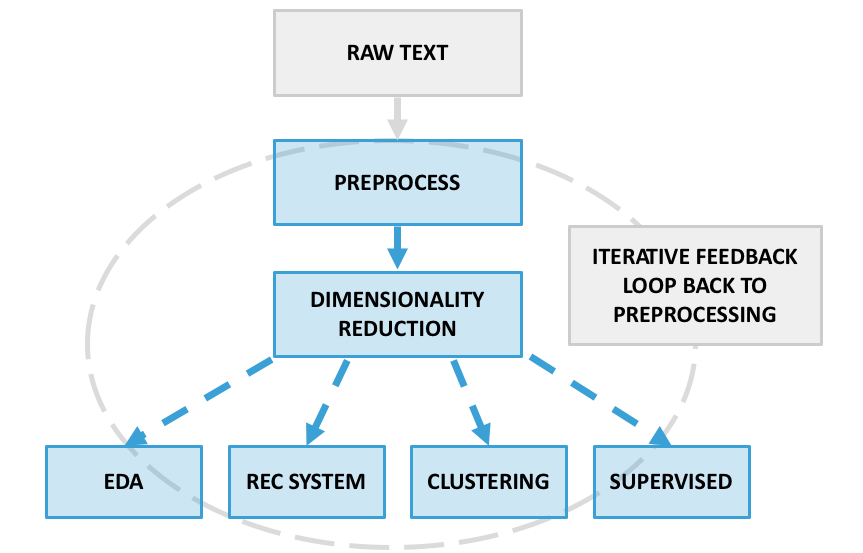 RAW TEXT
PREPROCESS
ITERATIVE FEEDBACK
LOOP BACK TO
PREPROCESSING
DIMENSIONALITY
REDUCTION
EDA
REC SYSTEM
CLUSTERING
SUPERVISED